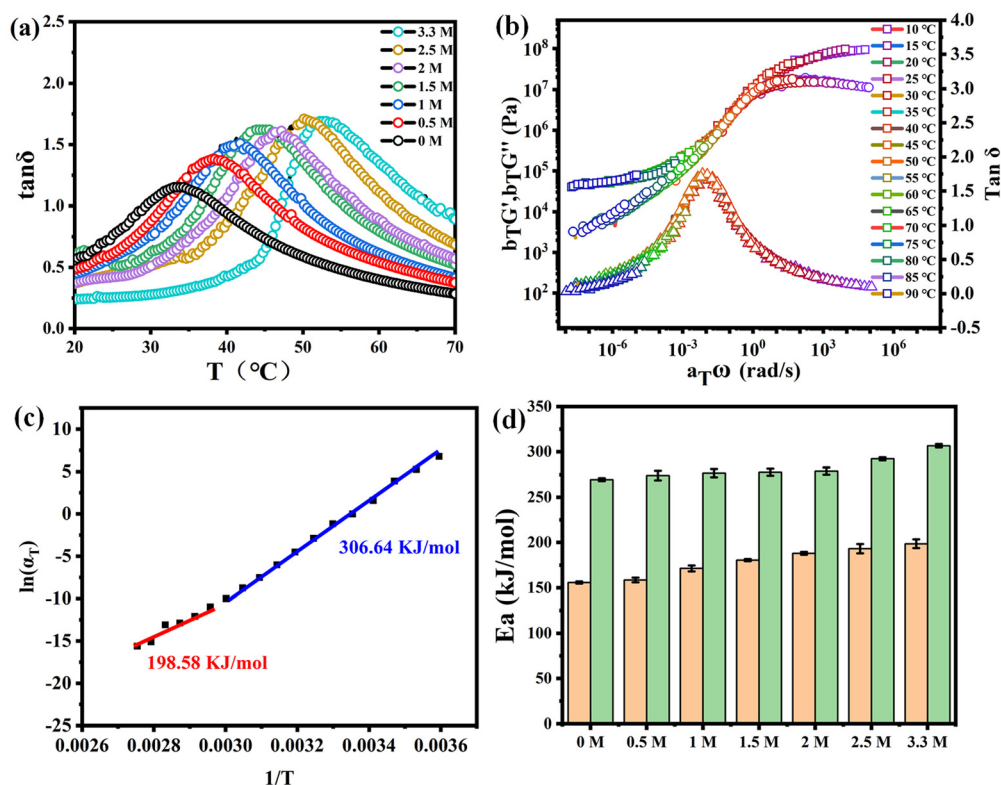 (a)
tanδ
2.5
2.0
1.5
1.0
0.5
0.0
20
30
40
50
60
70
T（℃）
3.3 M
2.5 M
2 M
1.5 M
1 M
0.5 M
0 M
(b)
bTG',bTG'' (Pa)
10⁸
10⁷
10⁶
10⁵
10⁴
10³
10²
10⁻⁶
10⁻³
10⁰
10³
10⁶
a_Tω (rad/s)
4.0
3.5
3.0
2.5
2.0
1.5
1.0
0.5
0.0
-0.5
Tan δ
10 ℃
15 ℃
20 ℃
25 ℃
30 ℃
35 ℃
40 ℃
45 ℃
50 ℃
55 ℃
60 ℃
65 ℃
70 ℃
75 ℃
80 ℃
85 ℃
90 ℃
(c)
ln(α_T)
10
5
0
-5
-10
-15
-20
-25
306.64 KJ/mol
198.58 KJ/mol
0.0026
0.0028
0.0030
0.0032
0.0034
0.0036
1/T
(d)
Ea (kJ/mol)
350
300
250
200
150
100
50
0
0 M
0.5 M
1 M
1.5 M
2 M
2.5 M
3.3 M